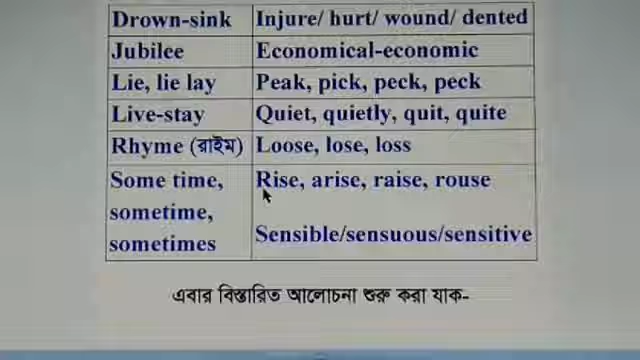 Drown-sink Injure/ hurt/ wound/ dented
Jubilee Economical-economic
Lie, lie lay Peak, pick, peck, peck
Live-stay Quiet, quietly, quit, quite
Rhyme (রাইম) Loose, lose, loss
Some time, Rise, arise, raise, rouse
sometime,
sometimes Sensible/sensuous/sensitive
এবার বিস্তারিত আলোচনা শুরু করা যাক-